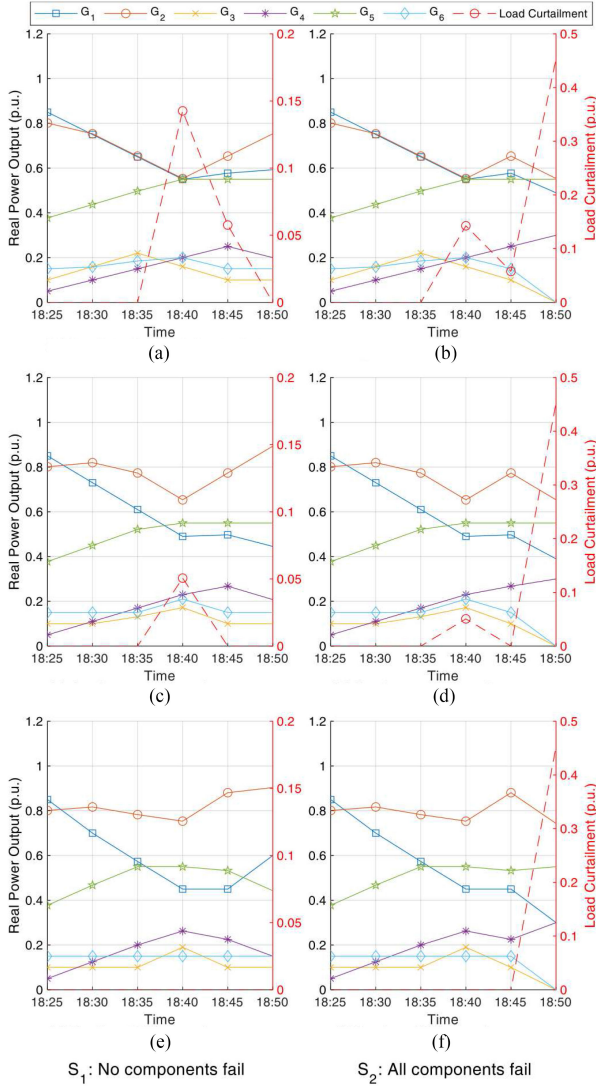 G1 G2 G3 G4 G5 G6 Load Curtailment
1.2 0.2 1.2 0.5
1 1
0.8 0.15 0.8 0.4
0.6 0.1 0.6 0.3
0.4 0.4 0.2
0.2 0.05 0.2 0.1
0 0 0 0
Real Power Output (p.u.)
Real Power Output (p.u.)
Load Curtailment (p.u.)
18:25 18:30 18:35 18:40 18:45 18:50 18:25 18:30 18:35 18:40 18:45 18:50
Time Time
(a) (b)
1.2 0.2 1.2 0.5
1 1
0.8 0.15 0.8 0.4
0.6 0.1 0.6 0.3
0.4 0.4 0.2
0.2 0.05 0.2 0.1
0 0 0 0
Real Power Output (p.u.)
Real Power Output (p.u.)
Load Curtailment (p.u.)
18:25 18:30 18:35 18:40 18:45 18:50 18:25 18:30 18:35 18:40 18:45 18:50
Time Time
(c) (d)
1.2 0.2 1.2 0.5
1 1
0.8 0.15 0.8 0.4
0.6 0.1 0.6 0.3
0.4 0.4 0.2
0.2 0.05 0.2 0.1
0 0 0 0
Real Power Output (p.u.)
Real Power Output (p.u.)
Load Curtailment (p.u.)
18:25 18:30 18:35 18:40 18:45 18:50 18:25 18:30 18:35 18:40 18:45 18:50
Time Time
(e) (f)
S1: No components fail S2: All components fail